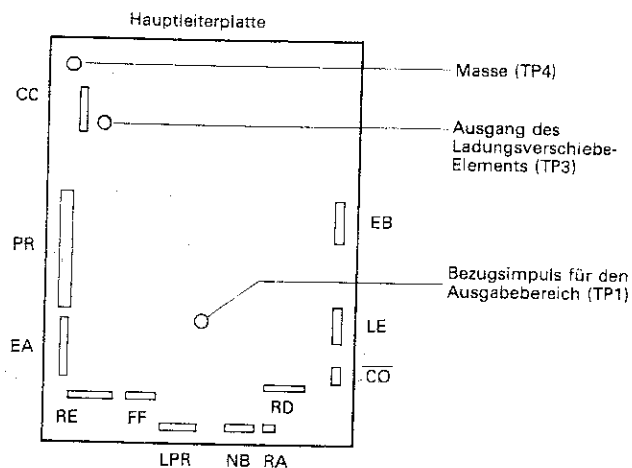 Hauptleiterplatte
Masse (TP4)
CC
Ausgang des
Ladungsverschiebe-
Elements (TP3)
PR
EB
Bezugsimpuls für den
Ausgabebereich (TP1)
EA
LE
CO
RE
FF
RD
LPR
NB
RA